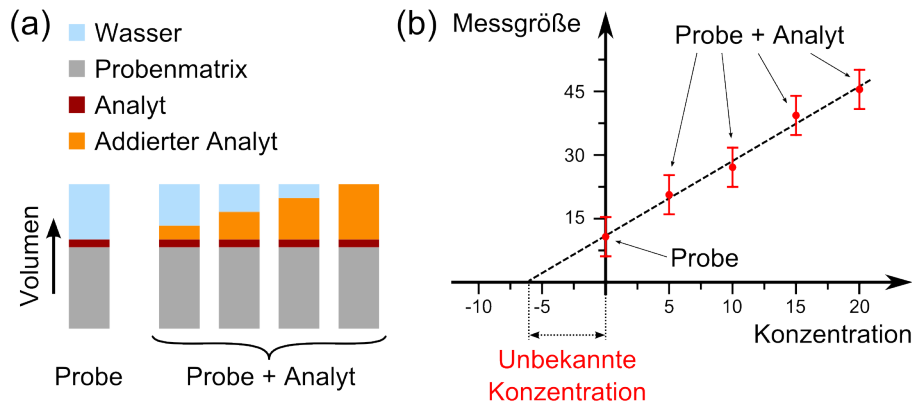 (a)
Wasser
Probenmatrix
Analyt
Addierter Analyt
Volumen
Probe
Probe + Analyt
(b)
Messgröße
Probe + Analyt
45
30
15
Probe
-10
-5
5
10
15
20
Konzentration
Unbekannte
Konzentration